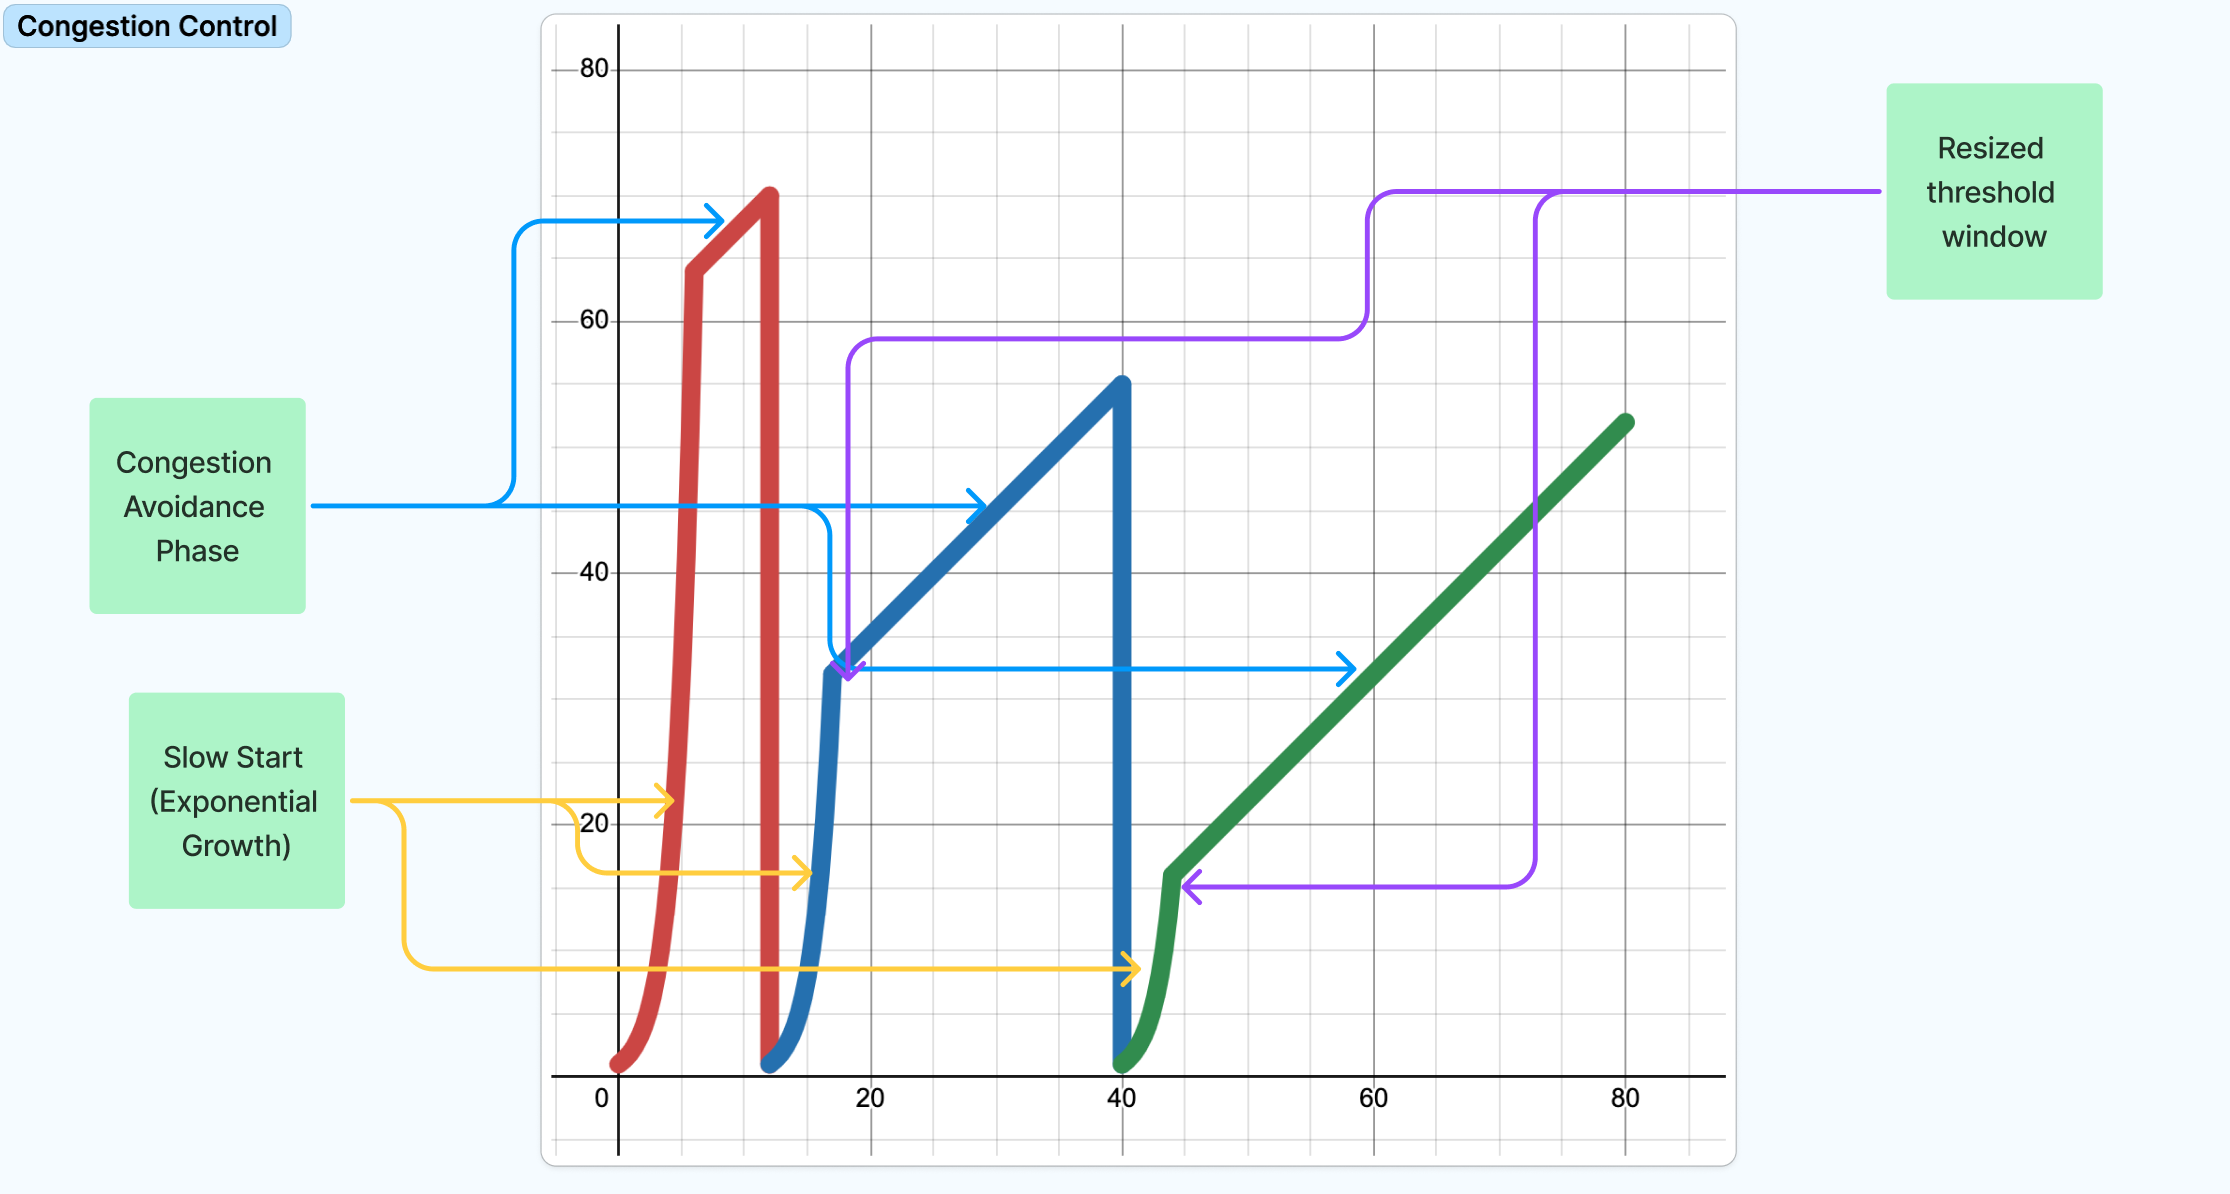 Congestion Control
80
60
40
20
0
20
40
60
80
Congestion
Avoidance
Phase
Slow Start
(Exponential
Growth)
Resized
threshold
window